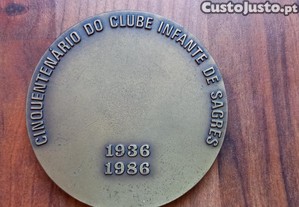 CustoJusto.pt
CINQUENTENÁRIO DO CLUBE INFANTE DE SAGRES
1936
1986